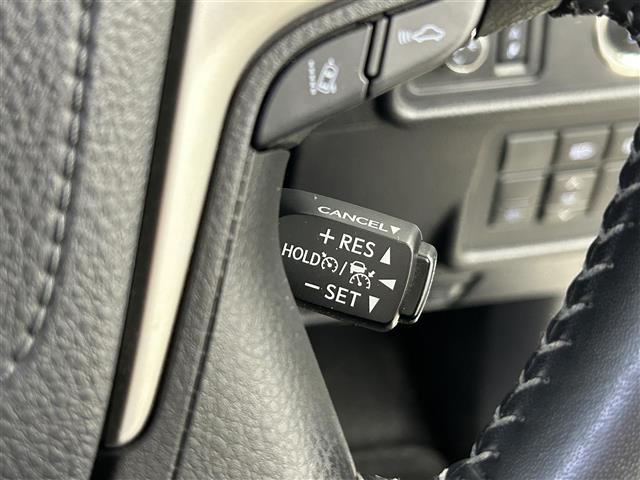 CANCEL▼
+ RES ▲
HOLD / ◀
− SET ▼